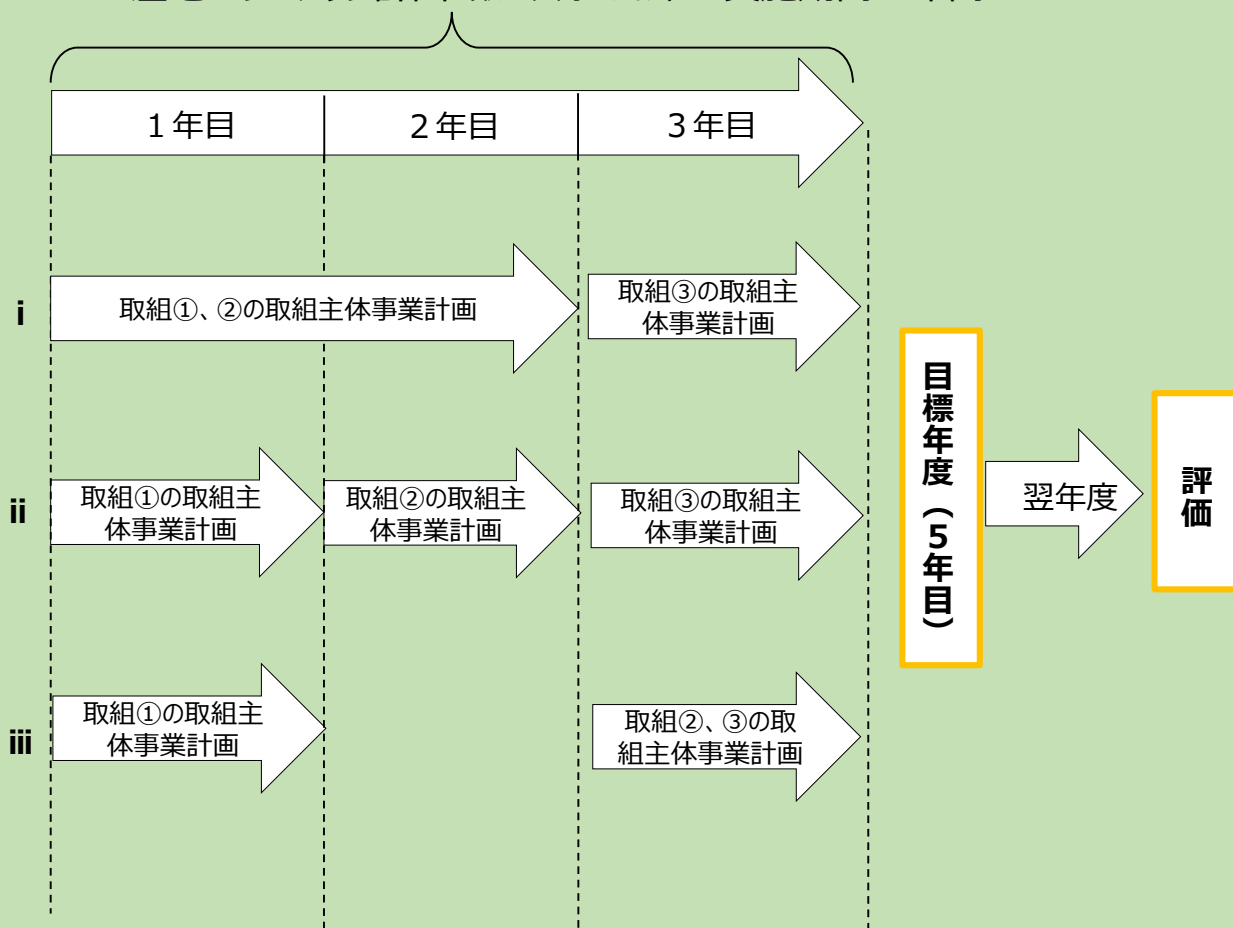 1年目
2年目
3年目
i
取組①、②の取組主体事業計画
取組③の取組主
体事業計画
ii
取組①の取組主
体事業計画
取組②の取組主
体事業計画
取組③の取組主
体事業計画
iii
取組①の取組主
体事業計画
取組②、③の取
組主体事業計画
目標年度(5年目)
翌年度
評価